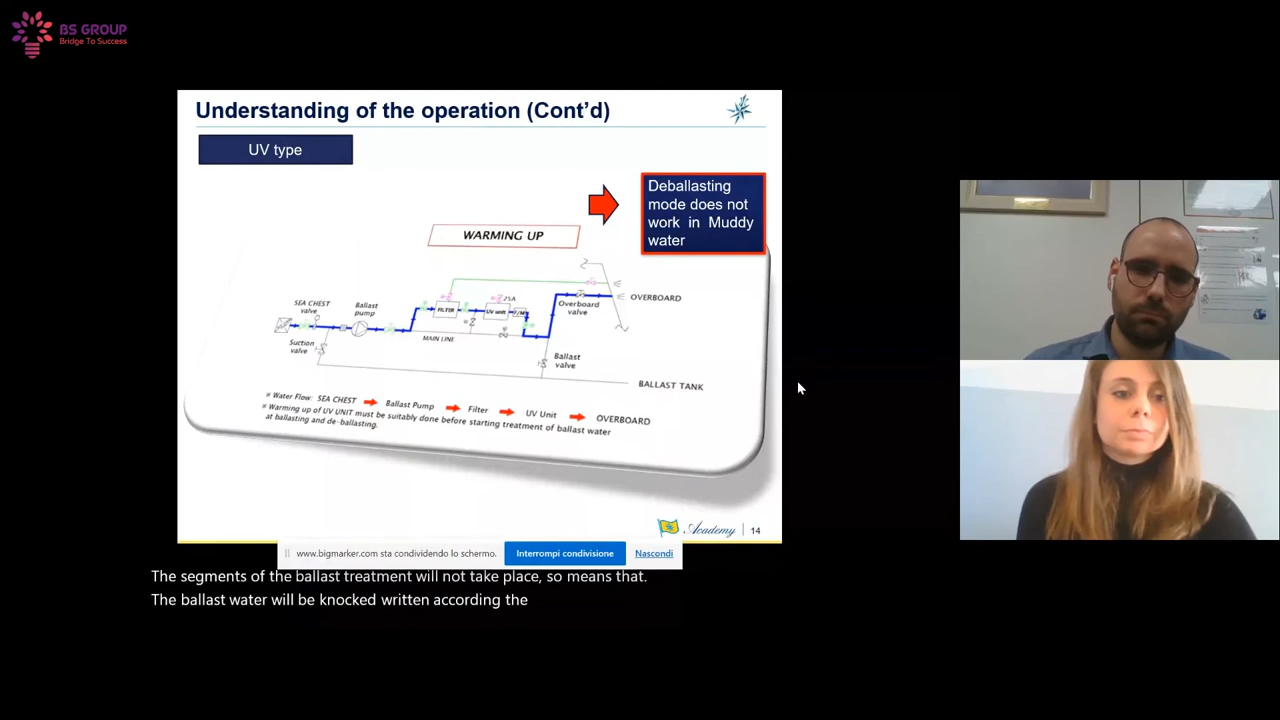 BS GROUP
Bridge To Success
Understanding of the operation (Cont'd)
UV type
Deballasting
mode does not
work in Muddy
water
WARMING UP
SEA CHEST
valve
Ballast
pump
FILTER
UV unit
25A
Overboard
valve
OVERBOARD
Suction
valve
MAIN LINE
Ballast
valve
BALLAST TANK
※ Water Flow: SEA CHEST Ballast Pump Filter UV Unit OVERBOARD
※ Warming up of UV UNIT must be suitably done before starting treatment of ballast water
at ballasting and de-ballasting.
Academy | 14
www.bigmarker.com sta condividendo lo schermo. Interrompi condivisione Nascondi
The segments of the ballast treatment will not take place, so means that.
The ballast water will be knocked written according the